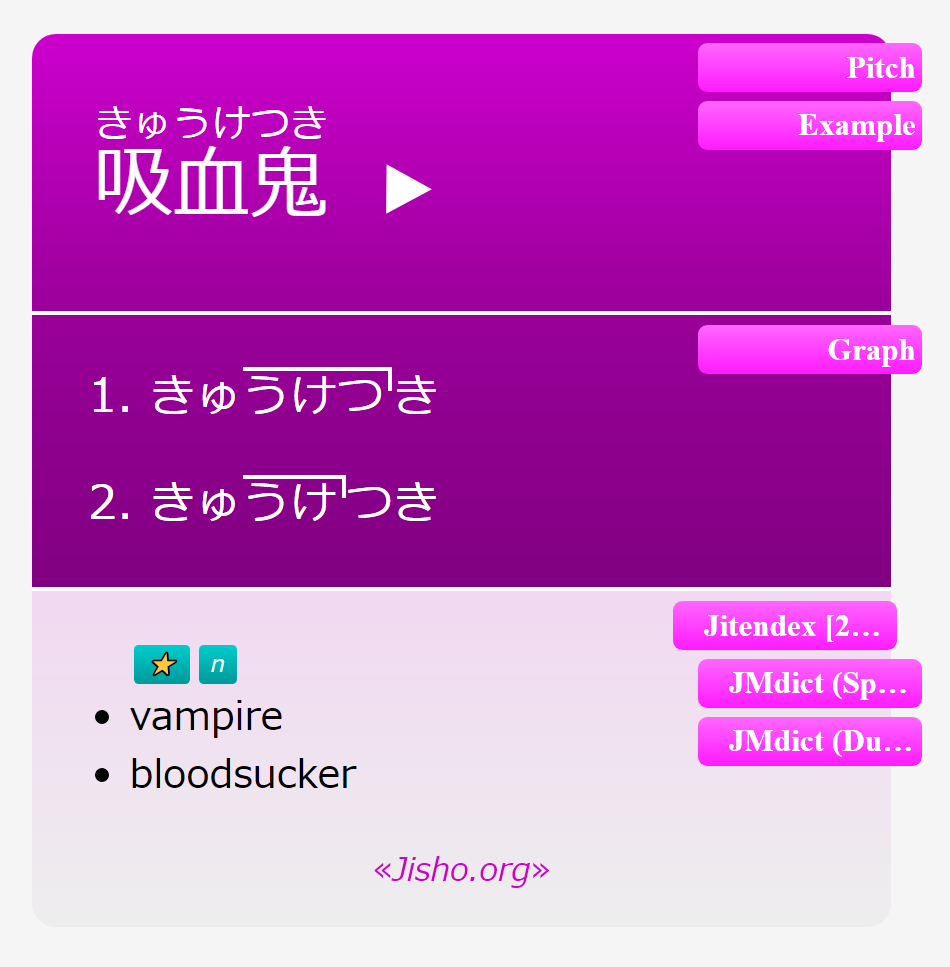 きゅうけつき
吸血鬼
Pitch
Example
1. きゅうけつき
2. きゅうけつき
Graph
n
vampire
bloodsucker
Jitendex [2…
JMdict (Sp…
JMdict (Du…
«Jisho.org»